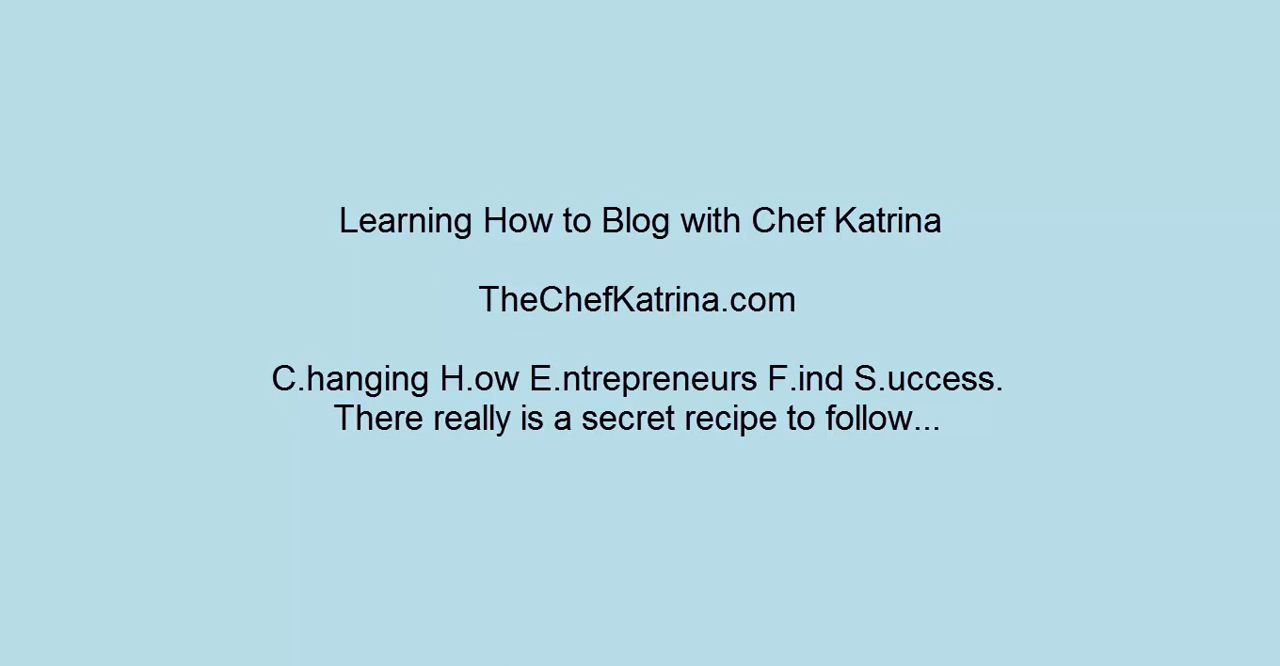 Learning How to Blog with Chef Katrina
TheChefKatrina.com
C.hanging H.ow E.ntrepreneurs F.ind S.uccess.
There really is a secret recipe to follow...